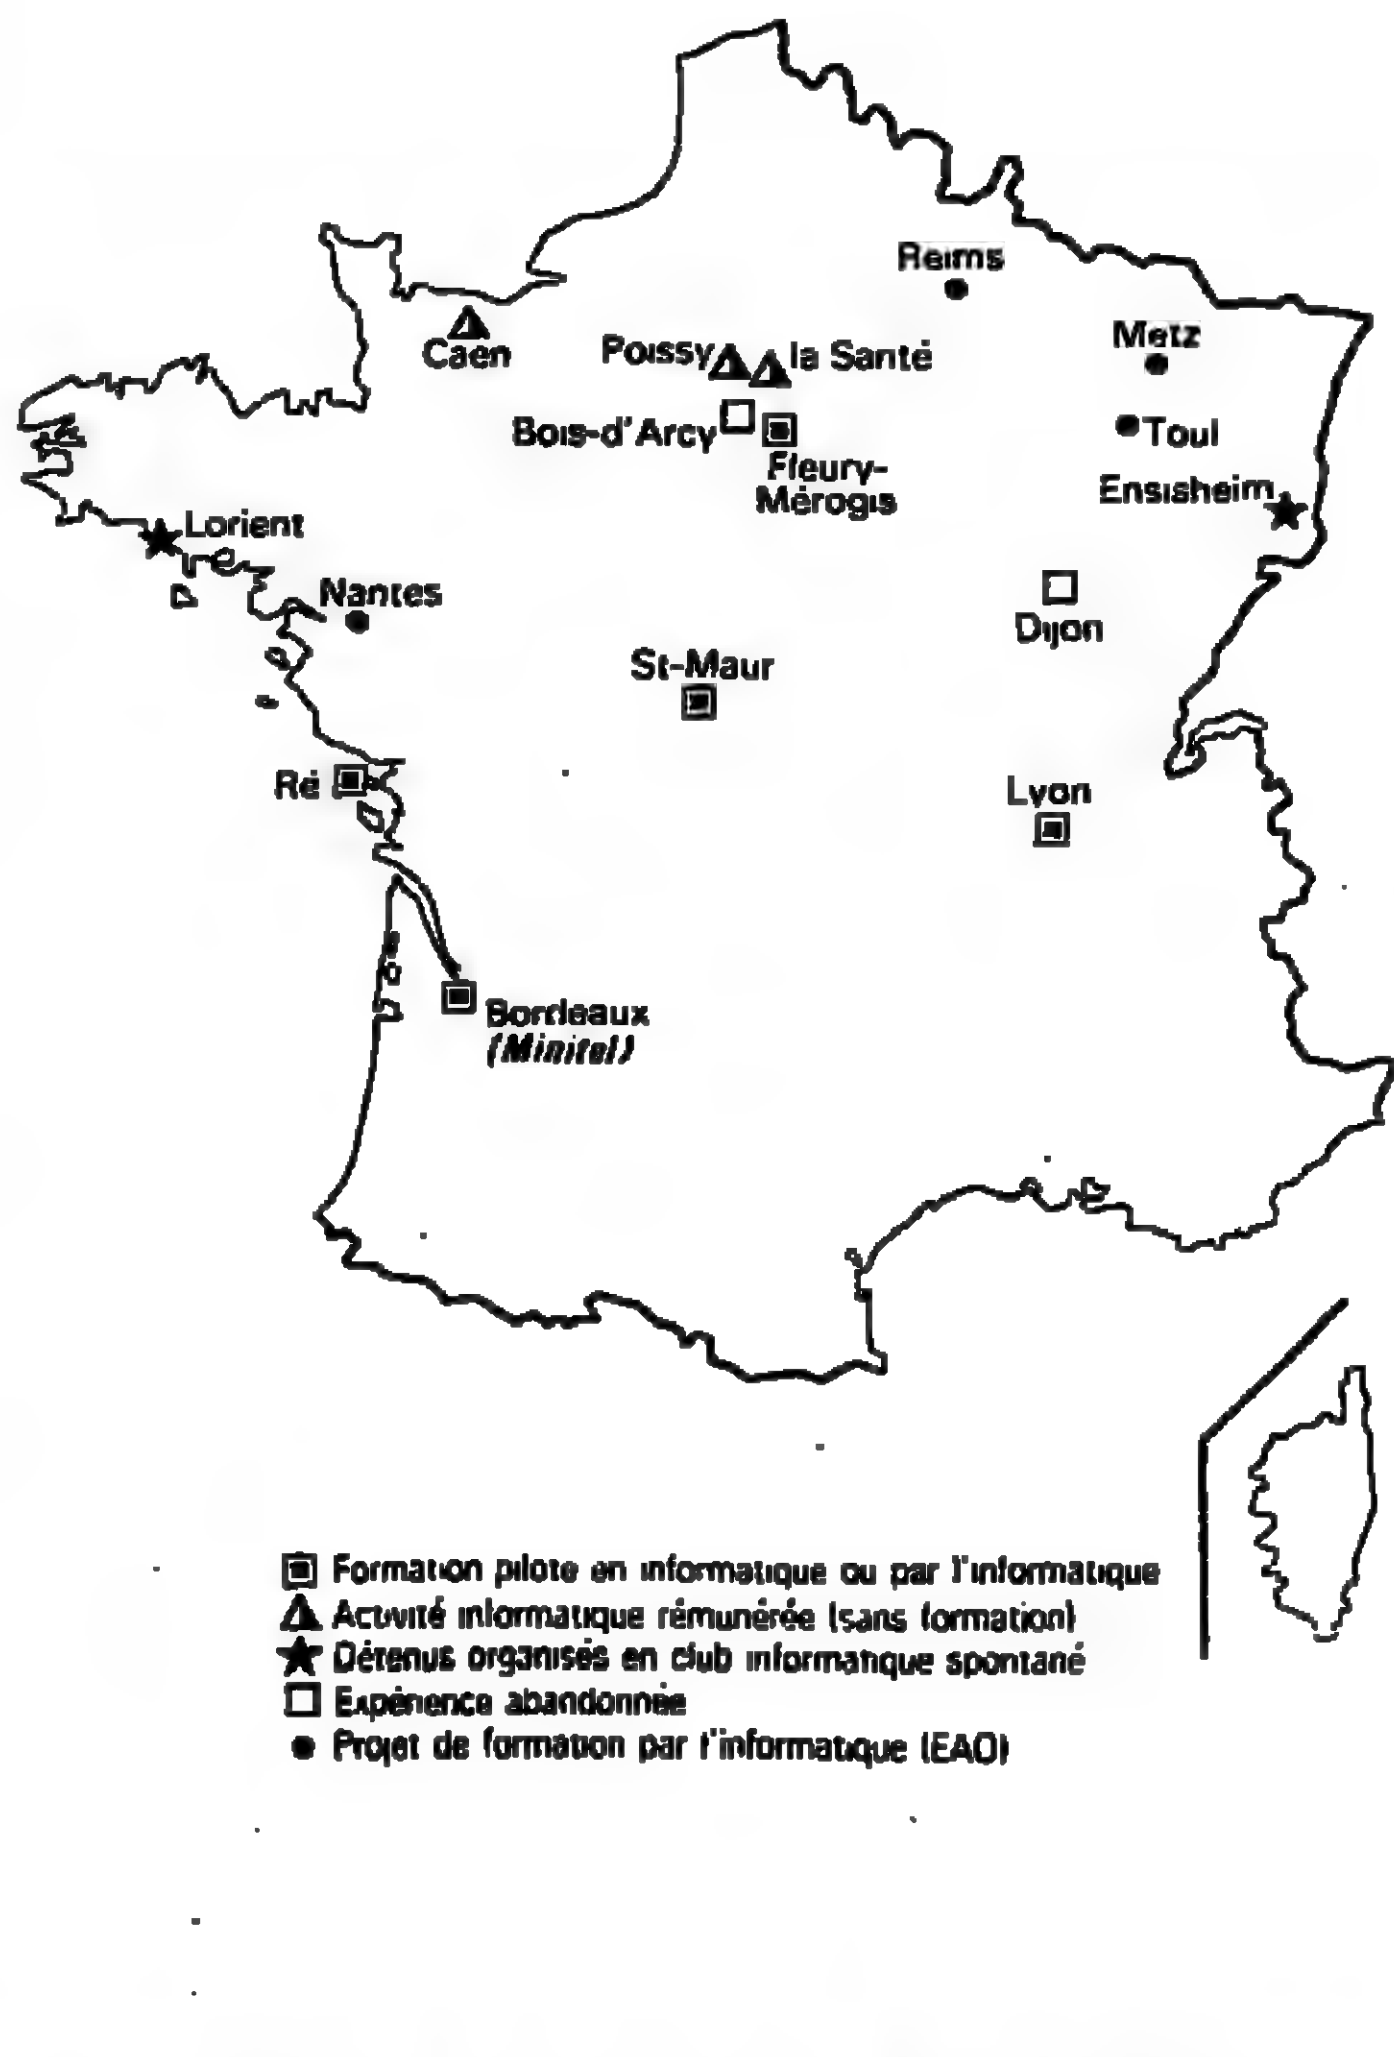 Reims
Metz
Caen
Poissy
la Santé
Bois-d'Arcy
Toul
Fleury-
Mérogis
Ensisheim
Lorient
Nantes
Dijon
St-Maur
Ré
Lyon
Bordeaux
(Minitel)
Formation pilote en informatique ou par l'informatique
Activité informatique rémunérée (sans formation)
Détenus organisés en club informatique spontané
Expérience abandonnée
Projet de formation par l'informatique (EAO)